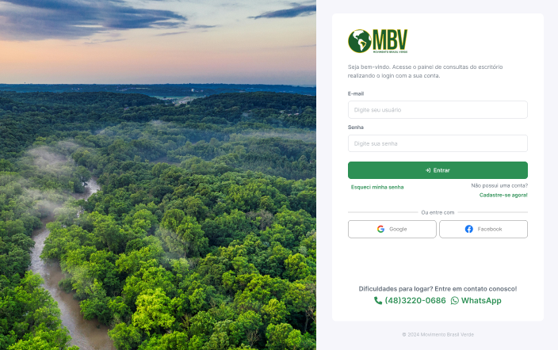 MBV
MOVIMENTO BRASIL VERDE
Seja bem-vindo. Acesse o painel de consultas do escritório
realizando o login com a sua conta.
E-mail
Digite seu usuário
Senha
Digite sua senha
Entrar
Esqueci minha senha
Não possui uma conta?
Cadastre-se agora!
Ou entre com
Google
Facebook
Dificuldades para logar? Entre em contato conosco!
(48)3220-0686 WhatsApp
© 2024 Movimento Brasil Verde